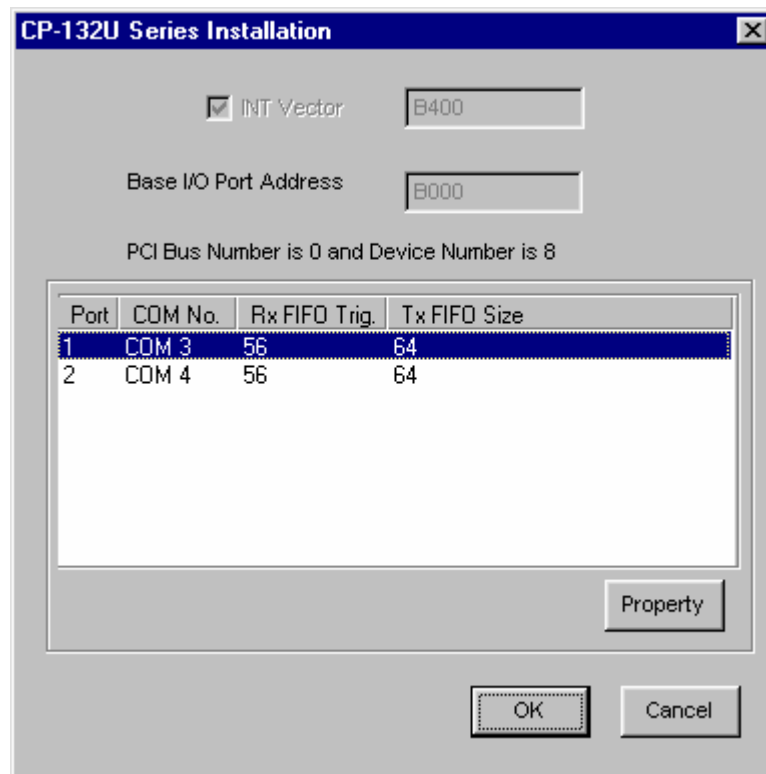 CP-132U Series Installation
INT Vector B400
Base I/O Port Address B000
PCI Bus Number is 0 and Device Number is 8
Port COM No. Rx FIFO Trig. Tx FIFO Size
1 COM 3 56 64
2 COM 4 56 64
Property
OK Cancel